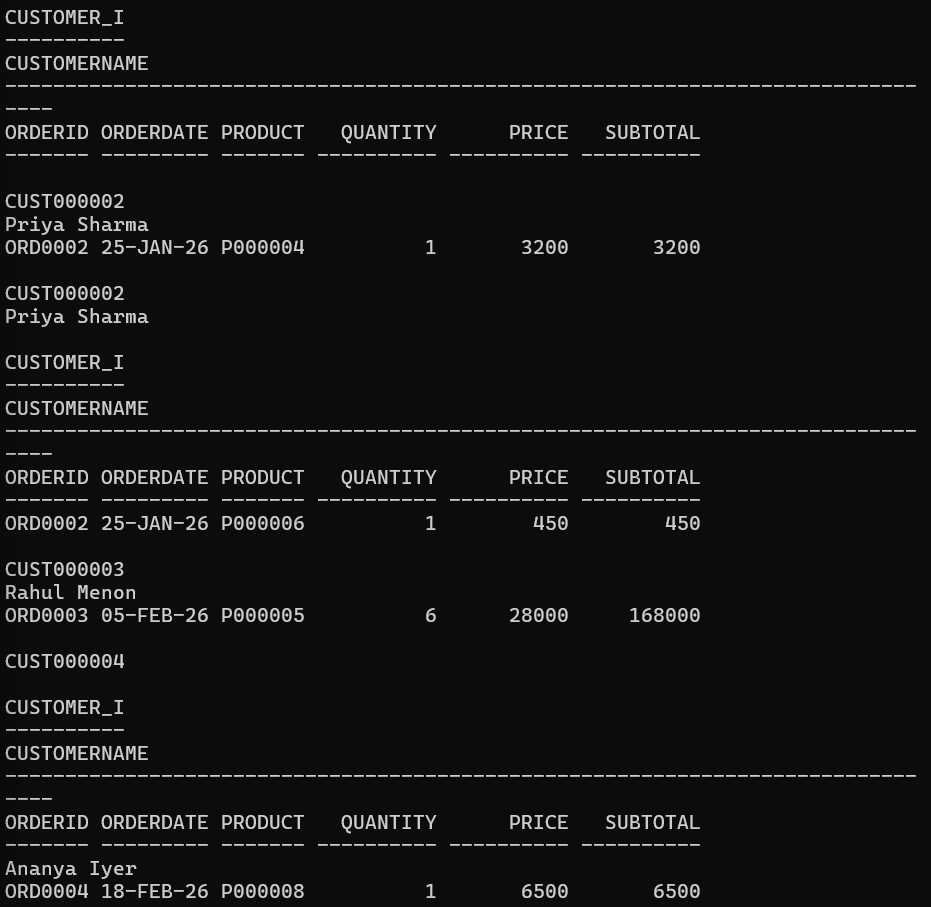 CUSTOMER_I
----------
CUSTOMERNAME
----------------------------------------------------------------------------
----
ORDERID ORDERDATE PRODUCT   QUANTITY      PRICE   SUBTOTAL
------- --------- ------- ---------- ---------- ----------

CUST000002
Priya Sharma
ORD0002 25-JAN-26 P000004          1       3200       3200

CUST000002
Priya Sharma

CUSTOMER_I
----------
CUSTOMERNAME
----------------------------------------------------------------------------
----
ORDERID ORDERDATE PRODUCT   QUANTITY      PRICE   SUBTOTAL
------- --------- ------- ---------- ---------- ----------
ORD0002 25-JAN-26 P000006          1        450        450

CUST000003
Rahul Menon
ORD0003 05-FEB-26 P000005          6      28000     168000

CUST000004

CUSTOMER_I
----------
CUSTOMERNAME
----------------------------------------------------------------------------
----
ORDERID ORDERDATE PRODUCT   QUANTITY      PRICE   SUBTOTAL
------- --------- ------- ---------- ---------- ----------
Ananya Iyer
ORD0004 18-FEB-26 P000008          1       6500       6500